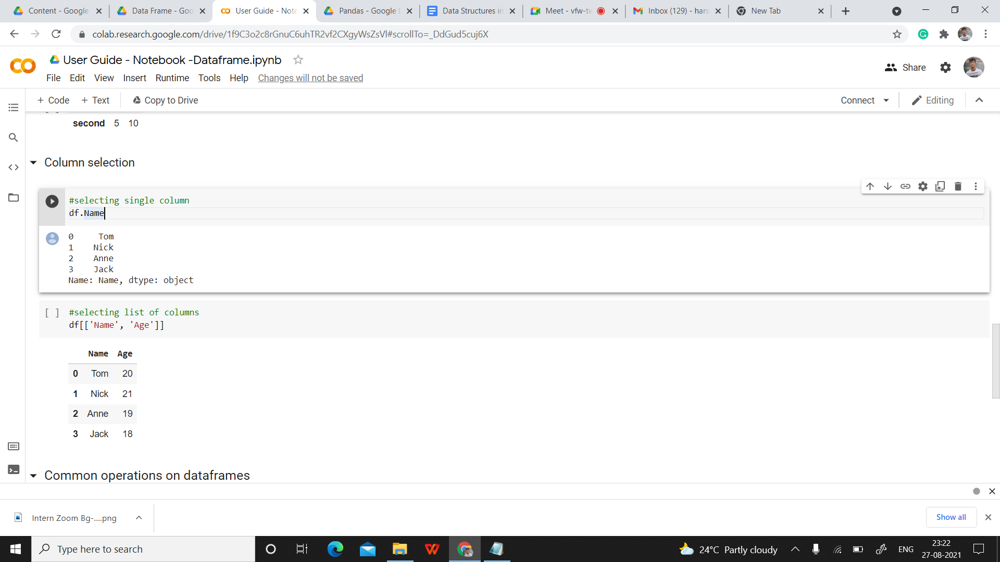 Content - Google
Data Frame - Goo
User Guide - Note
Pandas - Google D
Data Structures in
Meet - vfw-tw
Inbox (129) - hars
New Tab
colab.research.google.com/drive/1f9C3o2c8rGnuC6uhTR2vf2CXgyWsZsVl#scrollTo=_DdGud5cuj6X
User Guide - Notebook -Dataframe.ipynb
File Edit View Insert Runtime Tools Help Changes will not be saved
Share
+ Code + Text Copy to Drive
Connect
Editing
second 5 10
Column selection
#selecting single column
df.Name
0 Tom
1 Nick
2 Anne
3 Jack
Name: Name, dtype: object
[ ] #selecting list of columns
df[['Name', 'Age']]
Name Age
0 Tom 20
1 Nick 21
2 Anne 19
3 Jack 18
Common operations on dataframes
Intern Zoom Bg-....png
Show all
Type here to search
24°C Partly cloudy
ENG
23:22
27-08-2021